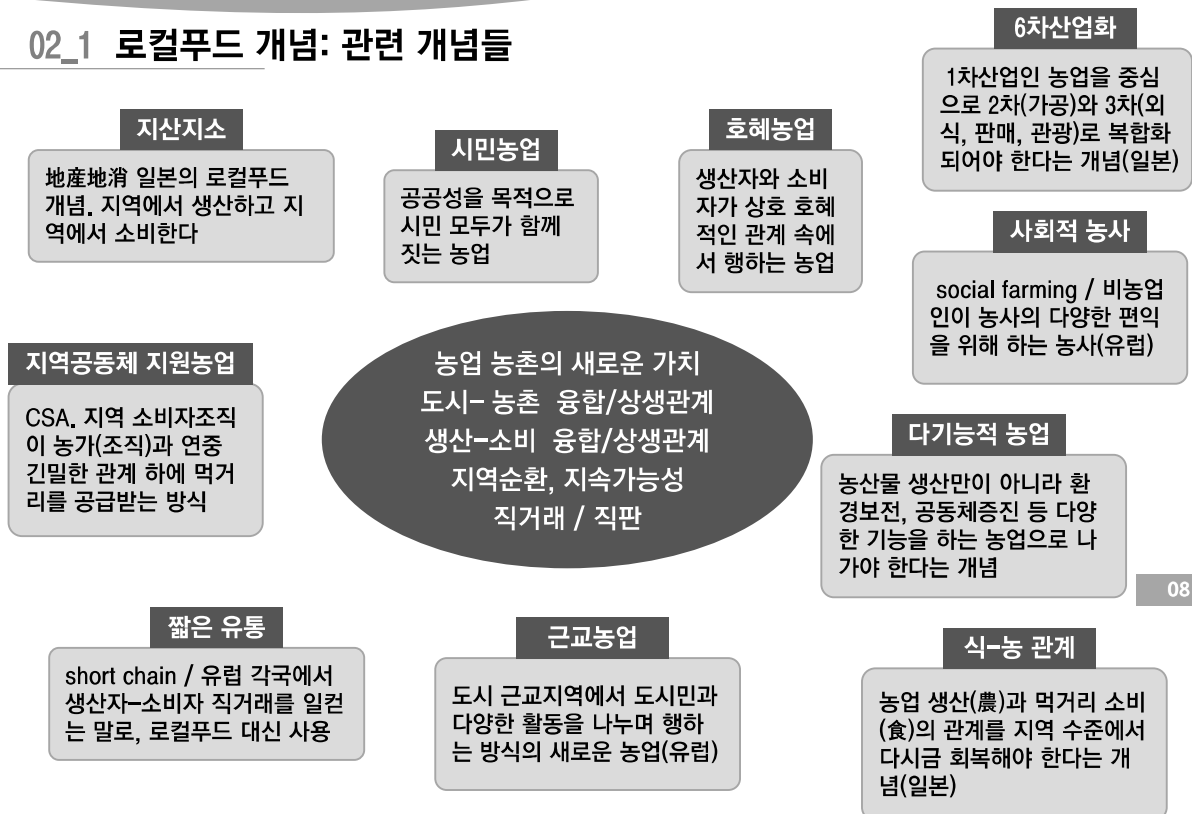 02_1 로컬푸드 개념: 관련 개념들
지산지소
地産地消 일본의 로컬푸드
개념. 지역에서 생산하고 지
역에서 소비한다
시민농업
공공성을 목적으로
시민 모두가 함께
짓는 농업
호혜농업
생산자와 소비
자가 상호 호혜
적인 관계 속에
서 행하는 농업
6차산업화
1차산업인 농업을 중심
으로 2차(가공)와 3차(외
식, 판매, 관광)로 복합화
되어야 한다는 개념(일본)
사회적 농사
social farming / 비농업
인이 농사의 다양한 편익
을 위해 하는 농사(유럽)
지역공동체 지원농업
CSA. 지역 소비자조직
이 농가(조직)과 연중
긴밀한 관계 하에 먹거
리를 공급받는 방식
농업 농촌의 새로운 가치
도시- 농촌 융합/상생관계
생산-소비 융합/상생관계
지역순환, 지속가능성
직거래 / 직판
다기능적 농업
농산물 생산만이 아니라 환
경보전, 공동체증진 등 다양
한 기능을 하는 농업으로 나
가야 한다는 개념
08
짧은 유통
short chain / 유럽 각국에서
생산자-소비자 직거래를 일컫
는 말로, 로컬푸드 대신 사용
근교농업
도시 근교지역에서 도시민과
다양한 활동을 나누며 행하
는 방식의 새로운 농업(유럽)
식-농 관계
농업 생산(農)과 먹거리 소비
(食)의 관계를 지역 수준에서
다시금 회복해야 한다는 개
념(일본)